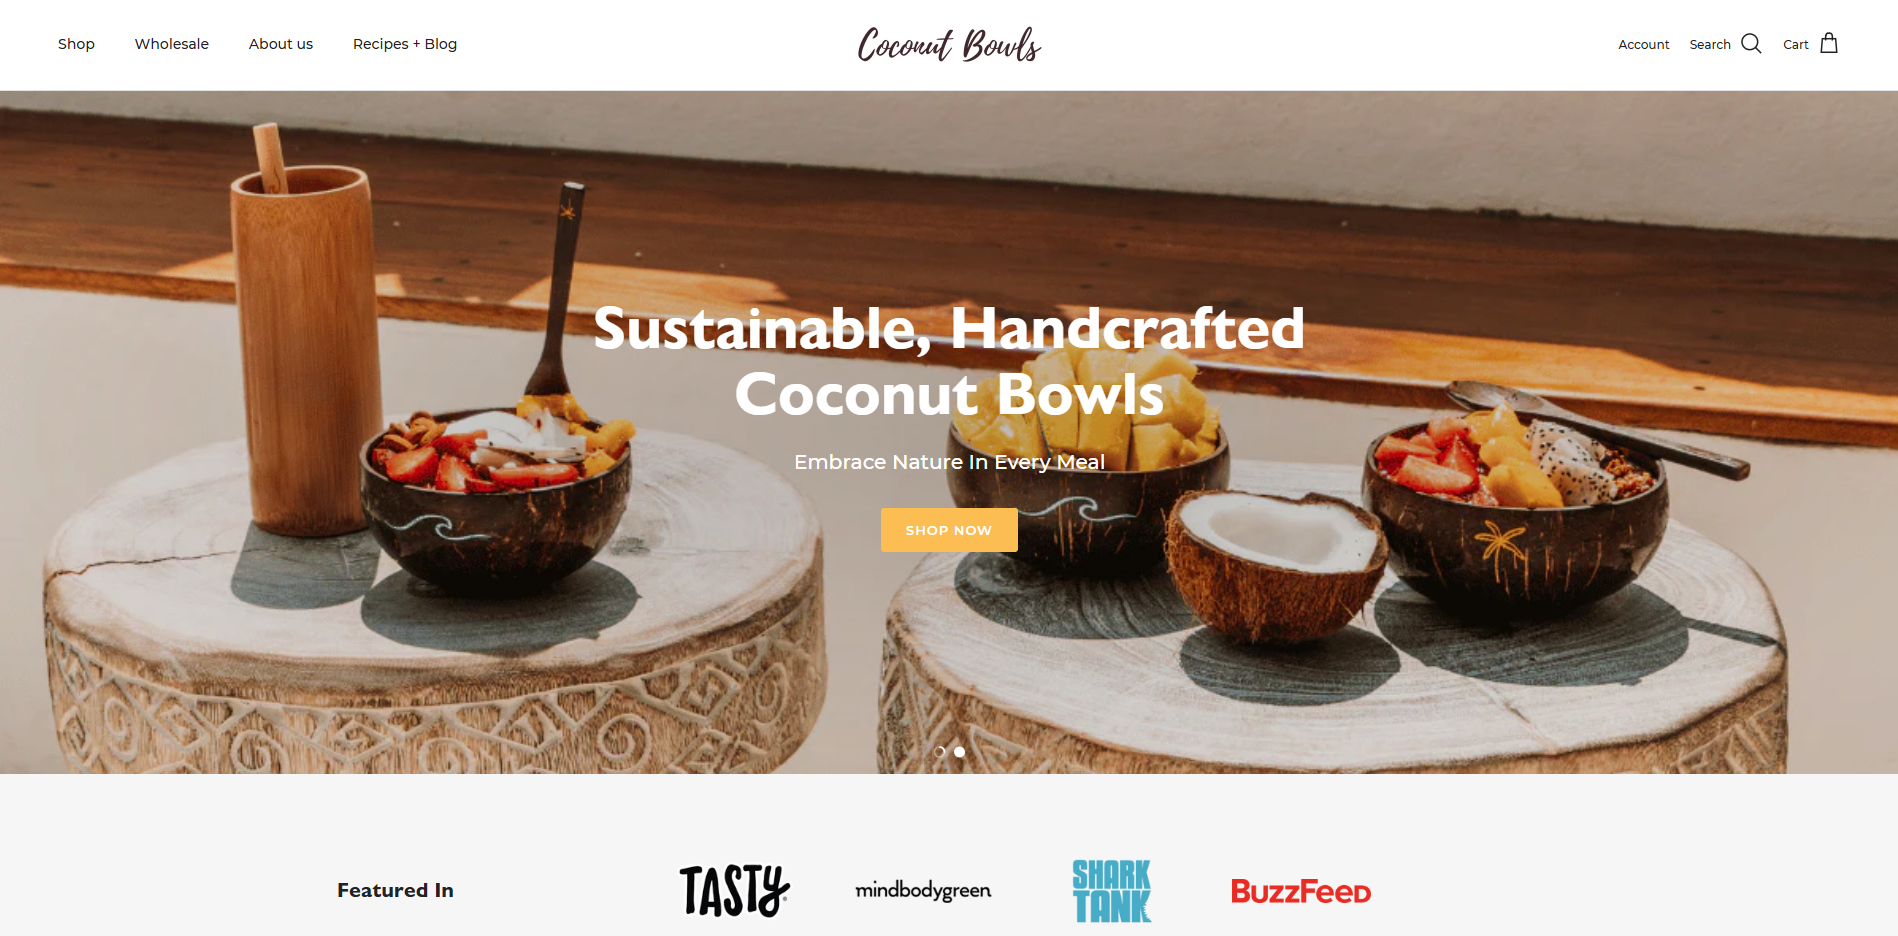 Shop
Wholesale
About us
Recipes + Blog
Coconut Bowls
Account
Search
Cart
Sustainable, Handcrafted
Coconut Bowls
Embrace Nature In Every Meal
SHOP NOW
Featured In
TASTY
mindbodygreen
SHARK
TANK
BuzzFeed